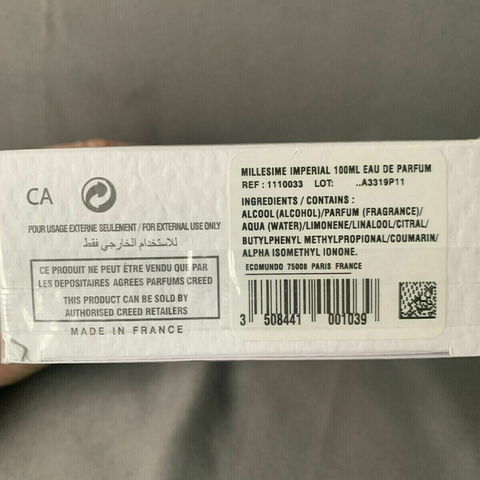 CA
POUR USAGE EXTERNE SEULEMENT / FOR EXTERNAL USE ONLY
للاستخدام الخارجي فقط
CE PRODUIT NE PEUT ÊTRE VENDU QUE PAR
LES DEPOSITAIRES AGREES PARFUMS CREED
THIS PRODUCT CAN BE SOLD BY
AUTHORISED CREED RETAILERS
MADE IN FRANCE
MILLESIME IMPERIAL 100ML EAU DE PARFUM
REF : 1110033 LOT: ..A3319P11
INGREDIENTS / CONTAINS :
ALCOOL(ALCOHOL)/PARFUM (FRAGRANCE)/
AQUA (WATER)/LIMONENE/LINALOOL/CITRAL/
BUTYLPHENYL METHYLPROPIONAL/COUMARIN/
ALPHA ISOMETHYL IONONE.
ECOMUNDO 75008 PARIS FRANCE
3 508441 001039